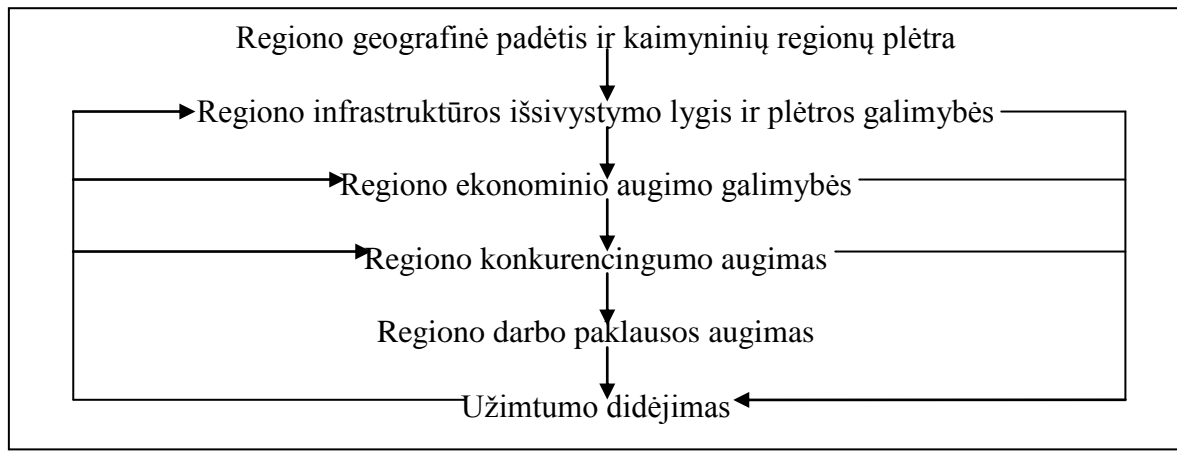 Regiono geografinė padėtis ir kaimyninių regionų plėtra
Regiono infrastruktūros išsivystymo lygis ir plėtros galimybės
Regiono ekonominio augimo galimybės
Regiono konkurencingumo augimas
Regiono darbo paklausos augimas
Užimtumo didėjimas